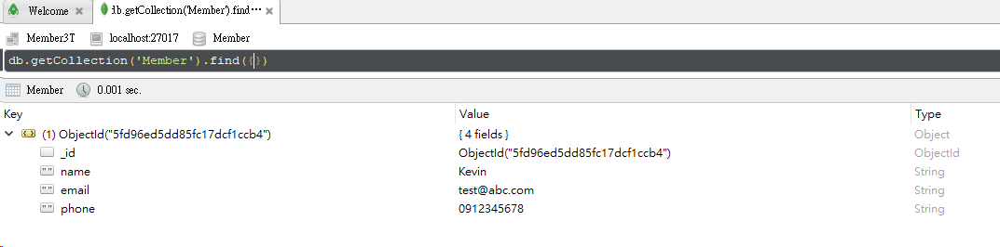 Welcome
db.getCollection('Member').find···
Member3T localhost:27017 Member
db.getCollection('Member').find({})
Member 0.001 sec.
Key Value Type
(1) ObjectId("5fd96ed5dd85fc17dcf1ccb4") { 4 fields } Object
_id ObjectId("5fd96ed5dd85fc17dcf1ccb4") ObjectId
name Kevin String
email test@abc.com String
phone 0912345678 String